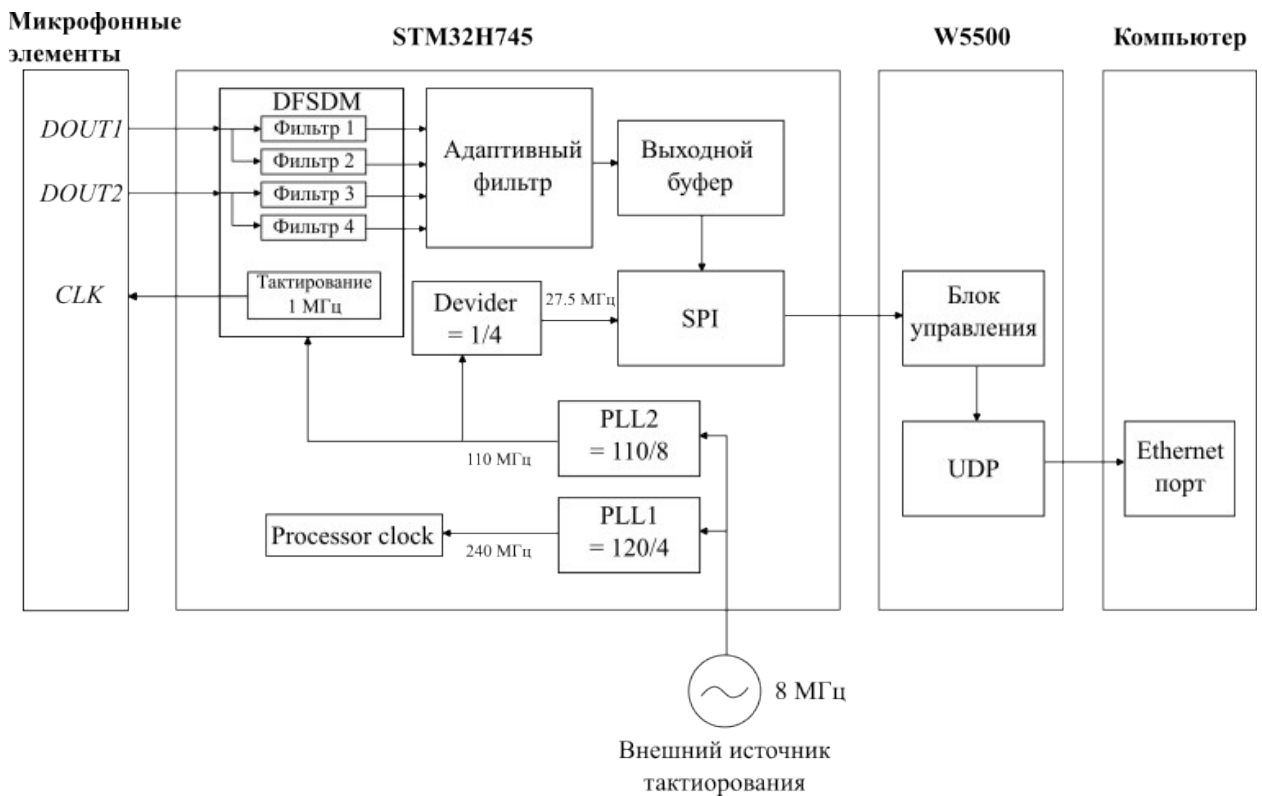 Микрофонные
элементы
STM32H745
W5500
Компьютер
DFSDM
DOUT1
Фильтр 1
Фильтр 2
DOUT2
Фильтр 3
Фильтр 4
Адаптивный
фильтр
Выходной
буфер
CLK
Тактирование
1 МГц
Devider
= 1/4
27.5 МГц
SPI
Блок
управления
PLL2
= 110/8
110 МГц
UDP
Ethernet
порт
Processor clock
240 МГц
PLL1
= 120/4
8 МГц
Внешний источник
тактиорования